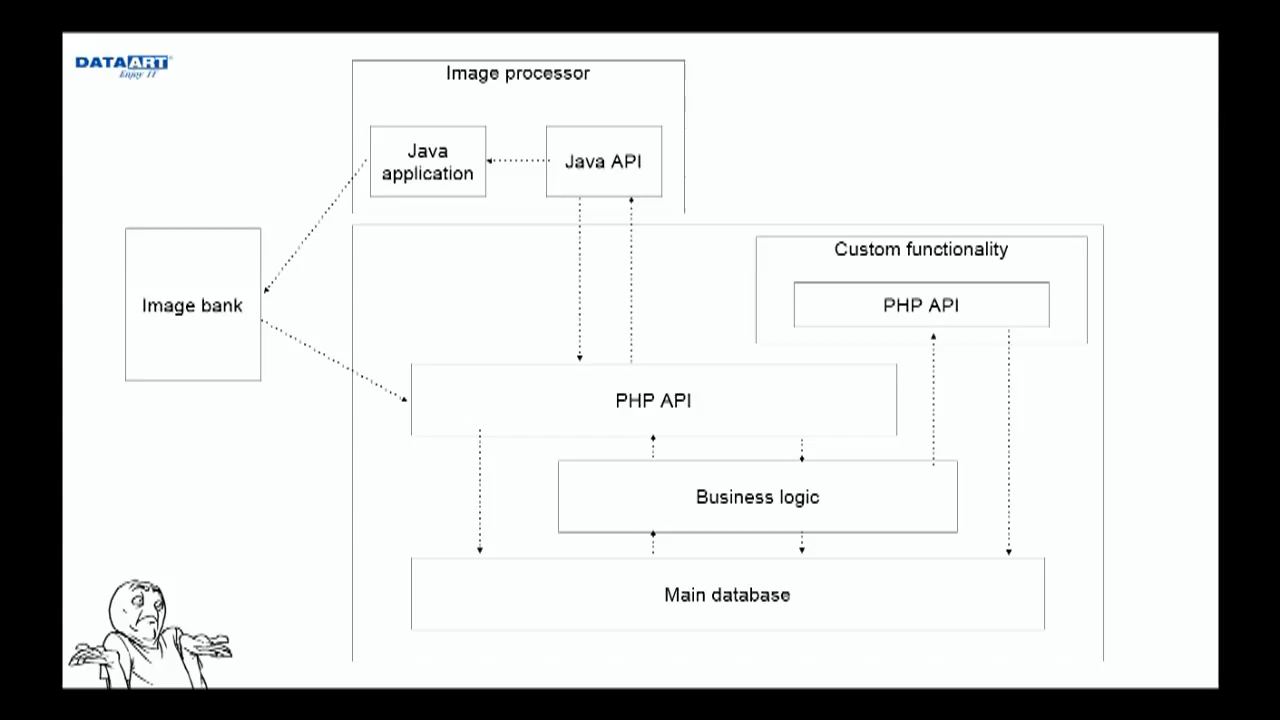 DATAART
Enjoy IT
Image processor
Java
application
Java API
Image bank
Custom functionality
PHP API
PHP API
Business logic
Main database